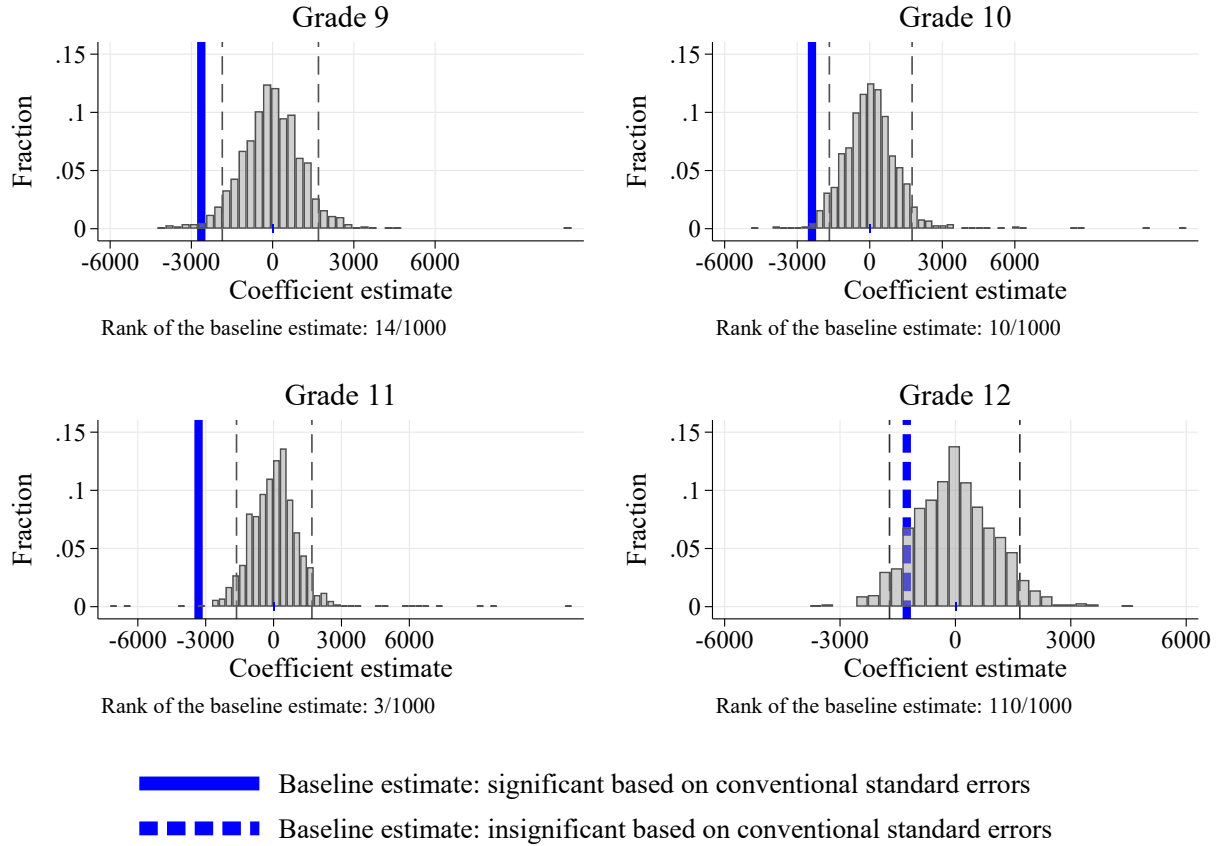 Grade 9
.15
.1
.05
0
Fraction
-6000 -3000 0 3000 6000
Coefficient estimate
Rank of the baseline estimate: 14/1000
Grade 10
.15
.1
.05
0
Fraction
-6000 -3000 0 3000 6000
Coefficient estimate
Rank of the baseline estimate: 10/1000
Grade 11
.15
.1
.05
0
Fraction
-6000 -3000 0 3000 6000
Coefficient estimate
Rank of the baseline estimate: 3/1000
Grade 12
.15
.1
.05
0
Fraction
-6000 -3000 0 3000 6000
Coefficient estimate
Rank of the baseline estimate: 110/1000
Baseline estimate: significant based on conventional standard errors
Baseline estimate: insignificant based on conventional standard errors